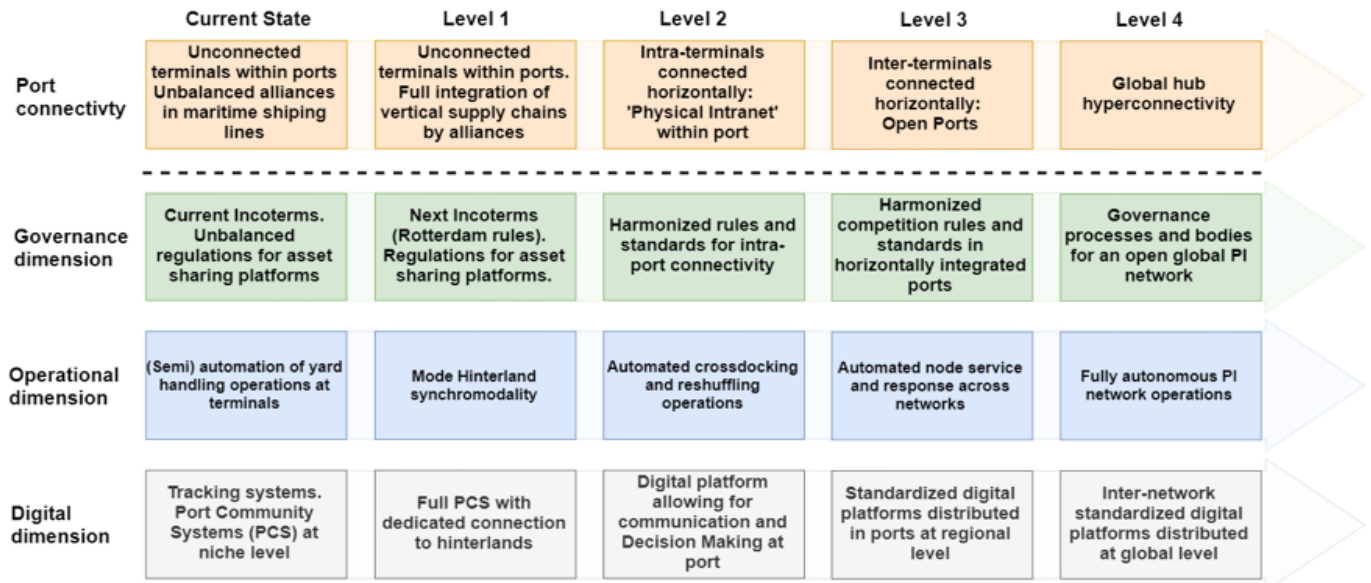 Current State
Level 1
Level 2
Level 3
Level 4
Port
connectivty
Unconnected
terminals within ports
Unbalanced alliances
in maritime shiping
lines
Unconnected
terminals within ports.
Full integration of
vertical supply chains
by alliances
Intra-terminals
connected
horizontally:
'Physical Intranet'
within port
Inter-terminals
connected
horizontally:
Open Ports
Global hub
hyperconnectivity
Governance
dimension
Current Incoterms.
Unbalanced
regulations for asset
sharing platforms
Next Incoterms
(Rotterdam rules).
Regulations for asset
sharing platforms.
Harmonized rules and
standards for intra-
port connectivity
Harmonized
competition rules and
standards in
horizontally integrated
ports
Governance
processes and bodies
for an open global PI
network
Operational
dimension
(Semi) automation of yard
handling operations at
terminals
Mode Hinterland
synchromodality
Automated crossdocking
and reshuffling
operations
Automated node service
and response across
networks
Fully autonomous PI
network operations
Digital
dimension
Tracking systems.
Port Community
Systems (PCS) at
niche level
Full PCS with
dedicated connection
to hinterlands
Digital platform
allowing for
communication and
Decision Making at
port
Standardized digital
platforms distributed
in ports at regional
level
Inter-network
standardized digital
platforms distributed
at global level